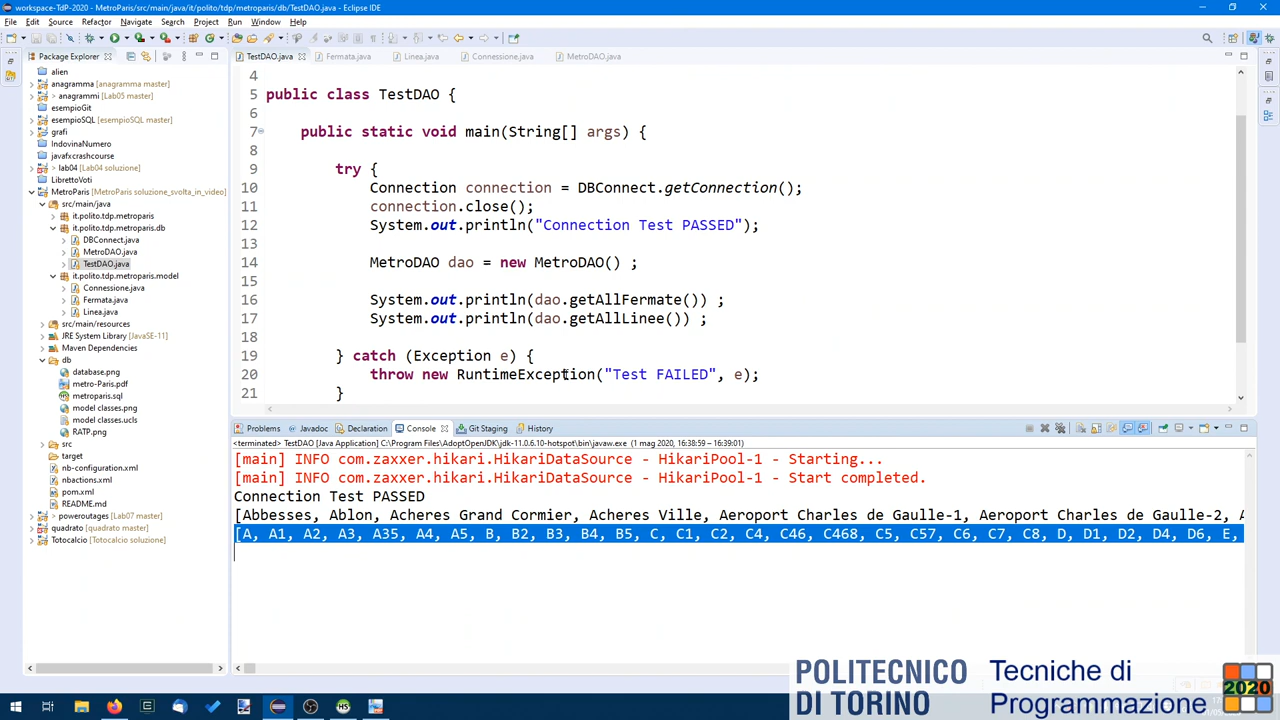 workspace-TdP-2020 - MetroParis/src/main/java/it/polito/tdp/metroparis/db/TestDAO.java - Eclipse IDE
File Edit Source Refactor Navigate Search Project Run Window Help
Package Explorer
alien
anagramma [anagramma master]
> anagrammi [Lab05 master]
esempioGit
esempioSQL [esempioSQL master]
grafi
IndovinaNumero
javafxcrashcourse
> lab04 [Lab04 soluzione]
LibrettoVoti
MetroParis [MetroParis soluzione_svolta_in_video]
src/main/java
it.polito.tdp.metroparis
it.polito.tdp.metroparis.db
DBConnect.java
MetroDAO.java
TestDAO.java
it.polito.tdp.metroparis.model
Connessione.java
Fermata.java
Linea.java
src/main/resources
JRE System Library [JavaSE-11]
Maven Dependencies
db
database.png
metro-Paris.pdf
metroparis.sql
model classes.png
model classes.ucls
RATP.png
src
target
nb-configuration.xml
nbactions.xml
pom.xml
README.md
> poweroutages [Lab07 master]
quadrato [quadrato master]
Totocalcio [Totocalcio soluzione]
TestDAO.java Fermata.java Linea.java Connessione.java MetroDAO.java
4
5 public class TestDAO {
6
7 public static void main(String[] args) {
8
9 try {
10 Connection connection = DBConnect.getConnection();
11 connection.close();
12 System.out.println("Connection Test PASSED");
13
14 MetroDAO dao = new MetroDAO() ;
15
16 System.out.println(dao.getAllFermate()) ;
17 System.out.println(dao.getAllLinee()) ;
18
19 } catch (Exception e) {
20 throw new RuntimeException("Test FAILED", e);
21 }
Problems Javadoc Declaration Console Git Staging History
<terminated> TestDAO [Java Application] C:\Program Files\AdoptOpenJDK\jdk-11.0.6.10-hotspot\bin\javaw.exe (1 mag 2020, 16:38:59 – 16:39:01)
[main] INFO com.zaxxer.hikari.HikariDataSource - HikariPool-1 - Starting...
[main] INFO com.zaxxer.hikari.HikariDataSource - HikariPool-1 - Start completed.
Connection Test PASSED
[Abbesses, Ablon, Acheres Grand Cormier, Acheres Ville, Aeroport Charles de Gaulle-1, Aeroport Charles de Gaulle-2, A
[A, A1, A2, A3, A35, A4, A5, B, B2, B3, B4, B5, C, C1, C2, C4, C46, C468, C5, C57, C6, C7, C8, D, D1, D2, D4, D6, E,
POLITECNICO
DI TORINO
Tecniche di
Programmazione
2020